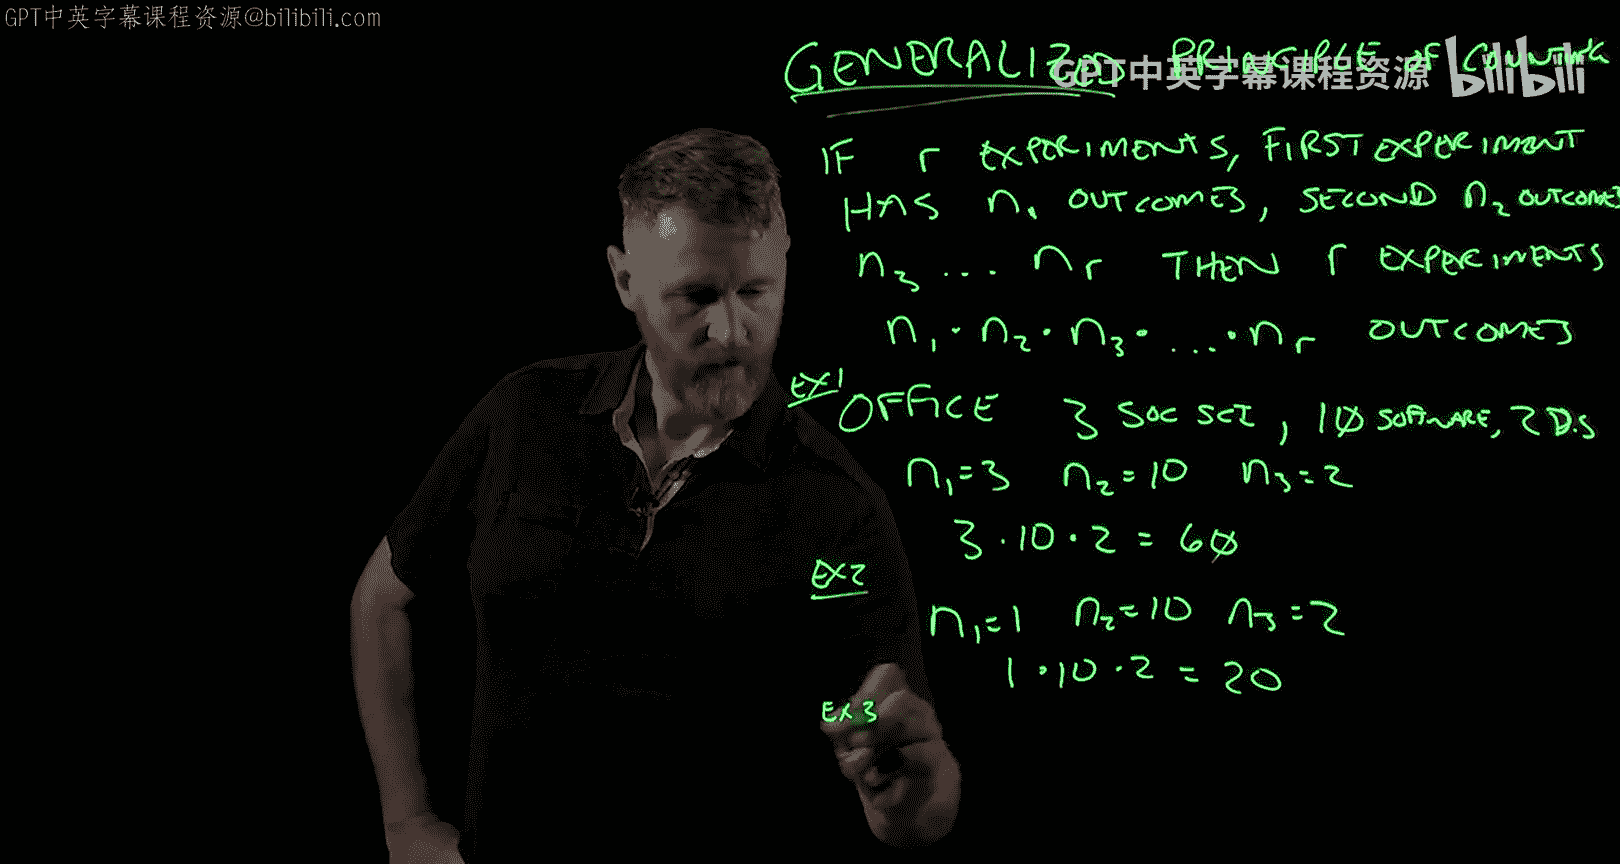 GPT中英字幕课程资源@bilibili.com
GENERALIZED PRINCIPLE OF COUNTING
GPT中英字幕课程资源 bilibili
IF r EXPERIMENTS, FIRST EXPERIMENT
HAS n₁ OUTCOMES, SECOND n₂ OUTCOMES
n₃ ... nᵣ THEN r EXPERIMENTS
n₁ · n₂ · n₃ · ... · nᵣ OUTCOMES
EX1 OFFICE 3 SOC SCI, 10 SOFTWARE, 2 D.S
n₁=3 n₂=10 n₃=2
3 · 10 · 2 = 60
EX2
n₁=1 n₂=10 n₃=2
1 · 10 · 2 = 20
EX3